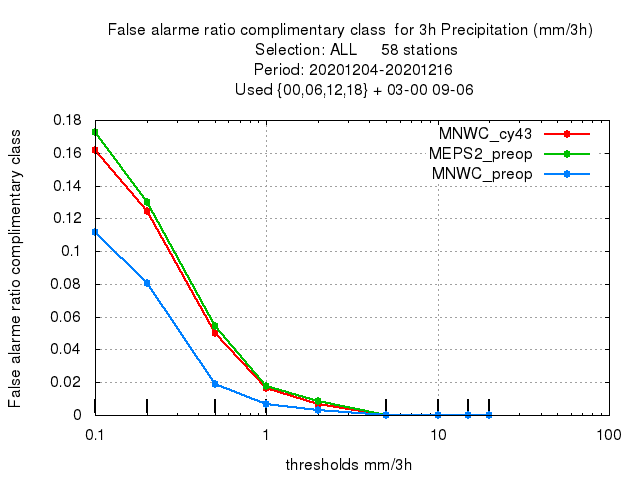 False alarme ratio complimentary class  for 3h Precipitation (mm/3h)
Selection: ALL     58 stations
Period: 20201204-20201216
Used {00,06,12,18} + 03-00 09-06
False alarme ratio complimentary class
0.18
0.16
0.14
0.12
0.1
0.08
0.06
0.04
0.02
0
MNWC_cy43
MEPS2_preop
MNWC_preop
0.1
1
10
100
thresholds mm/3h